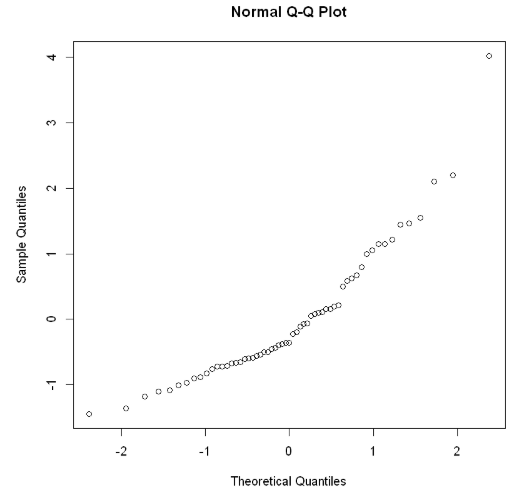 Normal Q-Q Plot
4
3
2
1
0
-1
Sample Quantiles
-2 -1 0 1 2
Theoretical Quantiles